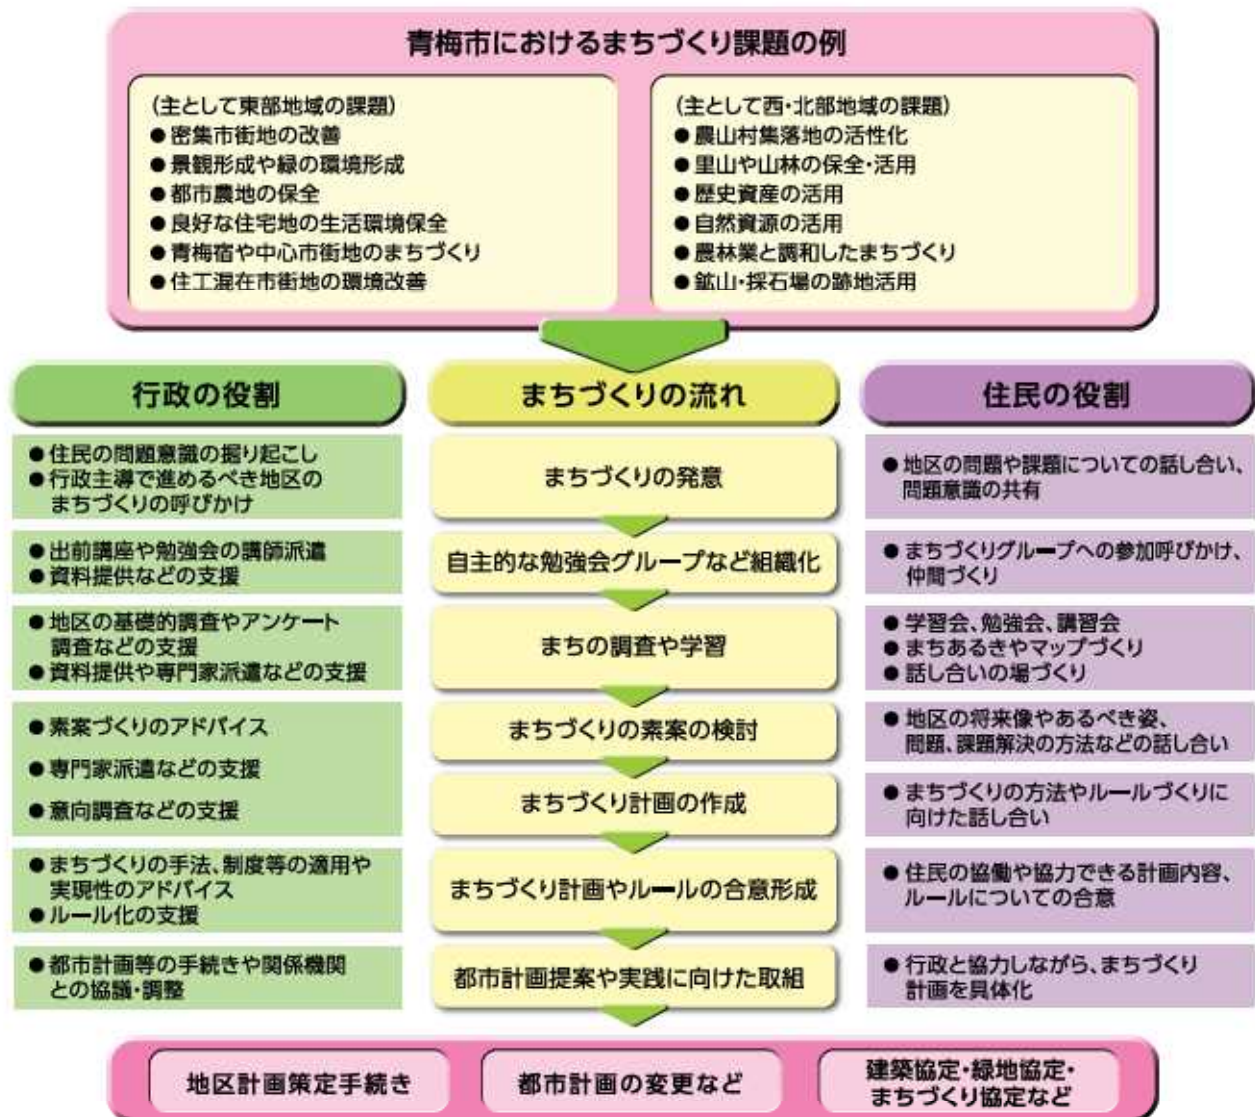 青梅市におけるまちづくり課題の例
(主として東部地域の課題)
●密集市街地の改善
●景観形成や緑の環境形成
●都市農地の保全
●良好な住宅地の生活環境保全
●青梅宿や中心市街地のまちづくり
●住工混在市街地の環境改善
(主として西・北部地域の課題)
●農山村集落地の活性化
●里山や山林の保全・活用
●歴史資産の活用
●自然資源の活用
●農林業と調和したまちづくり
●鉱山・採石場の跡地活用
行政の役割
●住民の問題意識の掘り起こし
●行政主導で進めるべき地区の
まちづくりの呼びかけ
●出前講座や勉強会の講師派遣
●資料提供などの支援
●地区の基礎的調査やアンケート
調査などの支援
●資料提供や専門家派遣などの支援
●素案づくりのアドバイス
●専門家派遣などの支援
●意向調査などの支援
●まちづくりの手法、制度等の適用や
実現性のアドバイス
●ルール化の支援
●都市計画等の手続きや関係機関
との協議・調整
まちづくりの流れ
まちづくりの発意
自主的な勉強会グループなど組織化
まちの調査や学習
まちづくりの素案の検討
まちづくり計画の作成
まちづくり計画やルールの合意形成
都市計画提案や実践に向けた取組
住民の役割
●地区の問題や課題についての話し合い、
問題意識の共有
●まちづくりグループへの参加呼びかけ、
仲間づくり
●学習会、勉強会、講習会
●まちあるきやマップづくり
●話し合いの場づくり
●地区の将来像やあるべき姿、
問題、課題解決の方法などの話し合い
●まちづくりの方法やルールづくりに
向けた話し合い
●住民の協働や協力できる計画内容、
ルールについての合意
●行政と協力しながら、まちづくり
計画を具体化
地区計画策定手続き
都市計画の変更など
建築協定・緑地協定・
まちづくり協定など